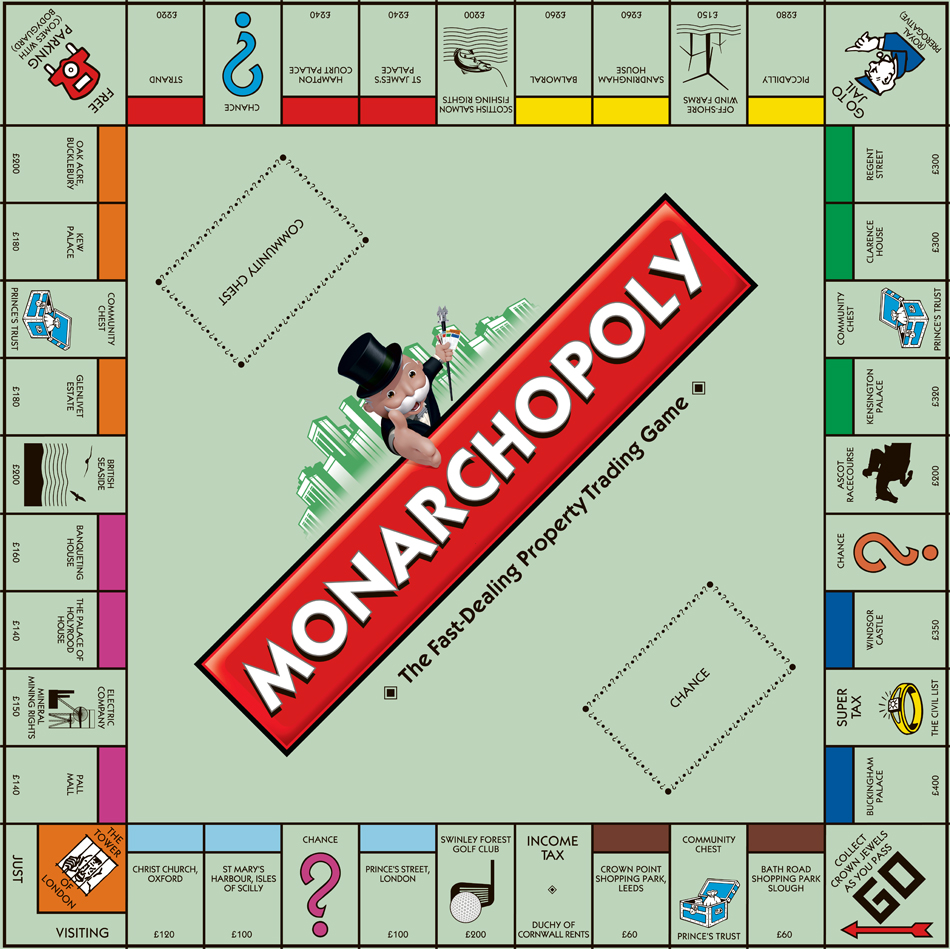 FREE
PARKING
(COMES WITH
BODYGUARD)
STRAND
£220
CHANCE
?
HAMPTON
COURT PALACE
£240
ST JAMES'S
PALACE
£240
SCOTTISH SALMON
FISHING RIGHTS
£200
BALMORAL
£260
SANDRINGHAM
HOUSE
£260
OFF-SHORE
WIND FARMS
£150
PICCADILLY
£280
GO TO
JAIL
(ROYAL
PREROGATIVE)
OAK ACRE,
BUCKLEBURY
£200
KEW
PALACE
£180
COMMUNITY
CHEST
PRINCE'S TRUST
GLENLIVET
ESTATE
£180
BRITISH
SEASIDE
£200
BANQUETING
HOUSE
£160
THE PALACE OF
HOLYROOD
HOUSE
£140
ELECTRIC
COMPANY
MINERAL
MINING RIGHTS
£150
PALL
MALL
£140
COMMUNITY CHEST
MONARCHOPOLY
The Fast-Dealing Property Trading Game
CHANCE
REGENT
STREET
£300
CLARENCE
HOUSE
£300
COMMUNITY
CHEST
PRINCE'S TRUST
KENSINGTON
PALACE
£320
ASCOT
RACECOURSE
£200
CHANCE
?
WINDSOR
CASTLE
£350
SUPER
TAX
THE CIVIL LIST
BUCKINGHAM
PALACE
£400
THE
TOWER
OF
LONDON
JUST
VISITING
CHRIST CHURCH,
OXFORD
£120
ST MARY'S
HARBOUR, ISLES
OF SCILLY
£100
CHANCE
?
PRINCE'S STREET,
LONDON
£100
SWINLEY FOREST
GOLF CLUB
£200
INCOME
TAX
DUCHY OF
CORNWALL RENTS
CROWN POINT
SHOPPING PARK,
LEEDS
£60
COMMUNITY
CHEST
PRINCE'S TRUST
BATH ROAD
SHOPPING PARK
SLOUGH
£60
COLLECT
CROWN JEWELS
AS YOU PASS
GO